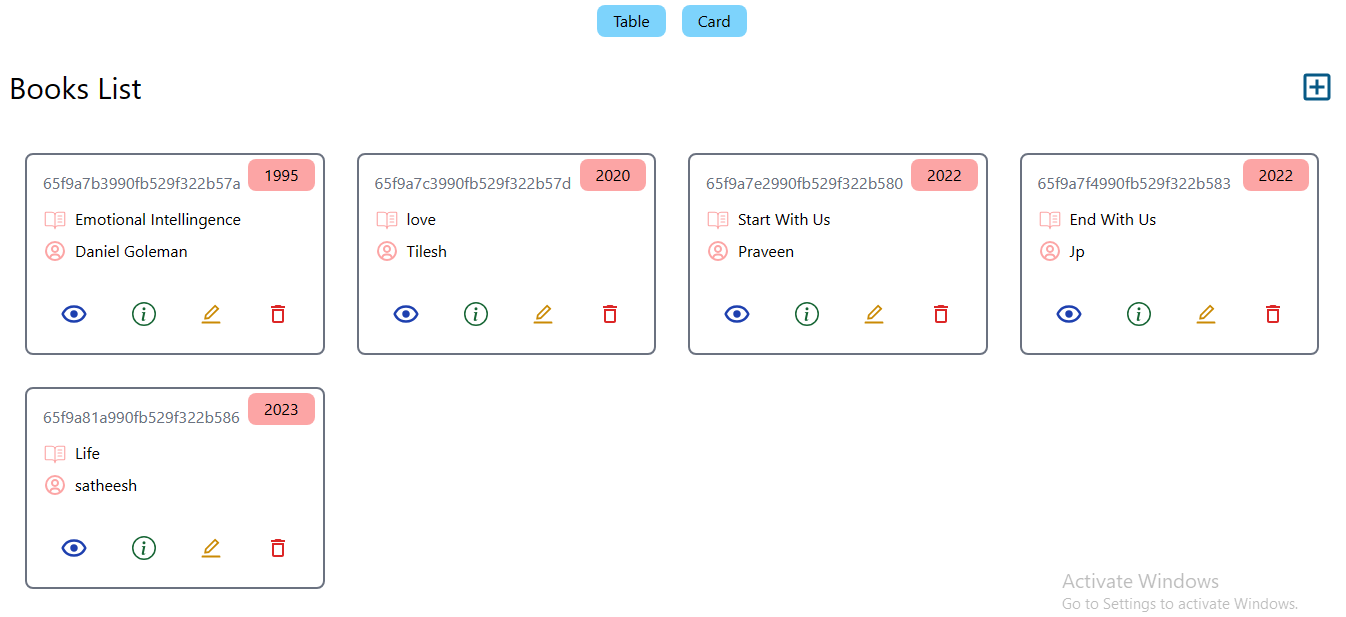 Table Card
Books List
65f9a7b3990fb529f322b57a 1995
Emotional Intellingence
Daniel Goleman
65f9a7c3990fb529f322b57d 2020
love
Tilesh
65f9a7e2990fb529f322b580 2022
Start With Us
Praveen
65f9a7f4990fb529f322b583 2022
End With Us
Jp
65f9a81a990fb529f322b586 2023
Life
satheesh
Activate Windows
Go to Settings to activate Windows.